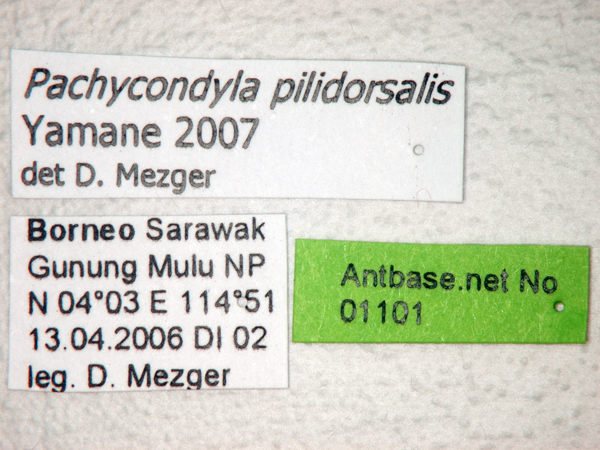 Pachycondyla pilidorsalis
Yamane 2007
det D. Mezger
Borneo Sarawak
Gunung Mulu NP
N 04°03 E 114°51
13.04.2006 DI 02
leg. D. Mezger
Antbase.net No
01101